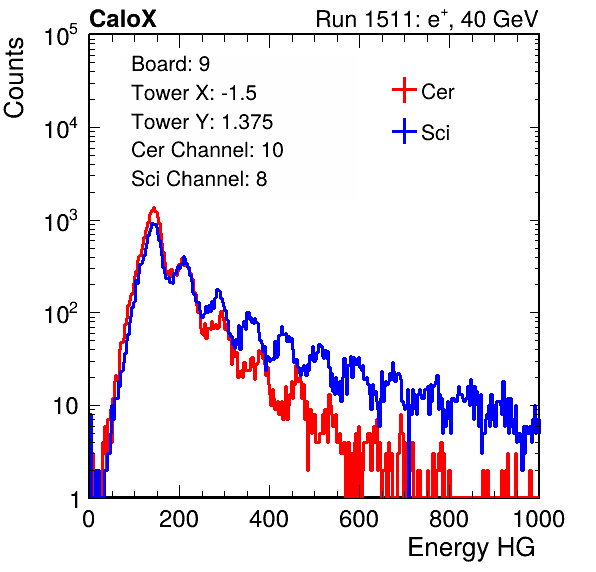 CaloX Run 1511: e⁺, 40 GeV
Counts
Board: 9
Tower X: -1.5
Tower Y: 1.375
Cer Channel: 10
Sci Channel: 8
Cer
Sci
10⁵
10⁴
10³
10²
10
1
0 200 400 600 800 1000
Energy HG